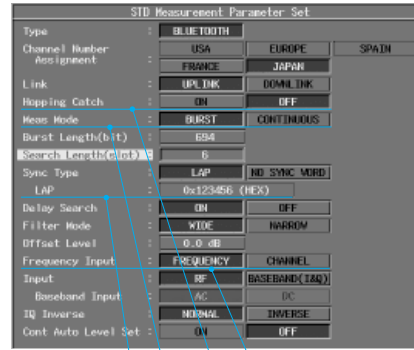 STD Measurement Parameter Set
Type : BLUETOOTH
Channel Number Assignment : USA EUROPE SPAIN
FRANCE JAPAN
Link : UPLINK DOWNLINK
Hopping Catch : ON OFF
Meas Mode : BURST CONTINUOUS
Burst Length(bit) : 694
Search Length(slot) : 6
Sync Type : LAP NO SYNC WORD
LAP : 0x123456 (HEX)
Delay Search : ON OFF
Filter Mode : WIDE NARROW
Offset Level : 0.0 dB
Frequency Input : FREQUENCY CHANNEL
Input : RF BASEBAND(I&Q)
Baseband Input : AC DC
IQ Inverse : NORMAL INVERSE
Cont Auto Level Set : ON OFF